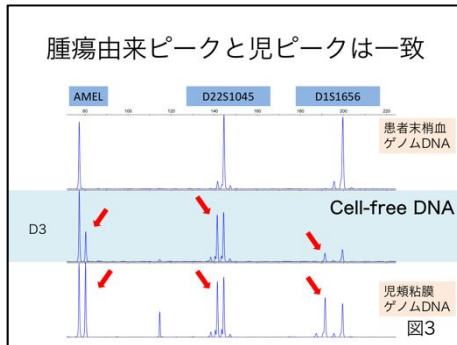 腫瘍由来ピークと児ピークは一致
AMEL
D22S1045
D1S1656
80
100
120
140
160
180
200
220
患者末梢血
ゲノムDNA
D3
Cell-free DNA
児頬粘膜
ゲノムDNA
図3